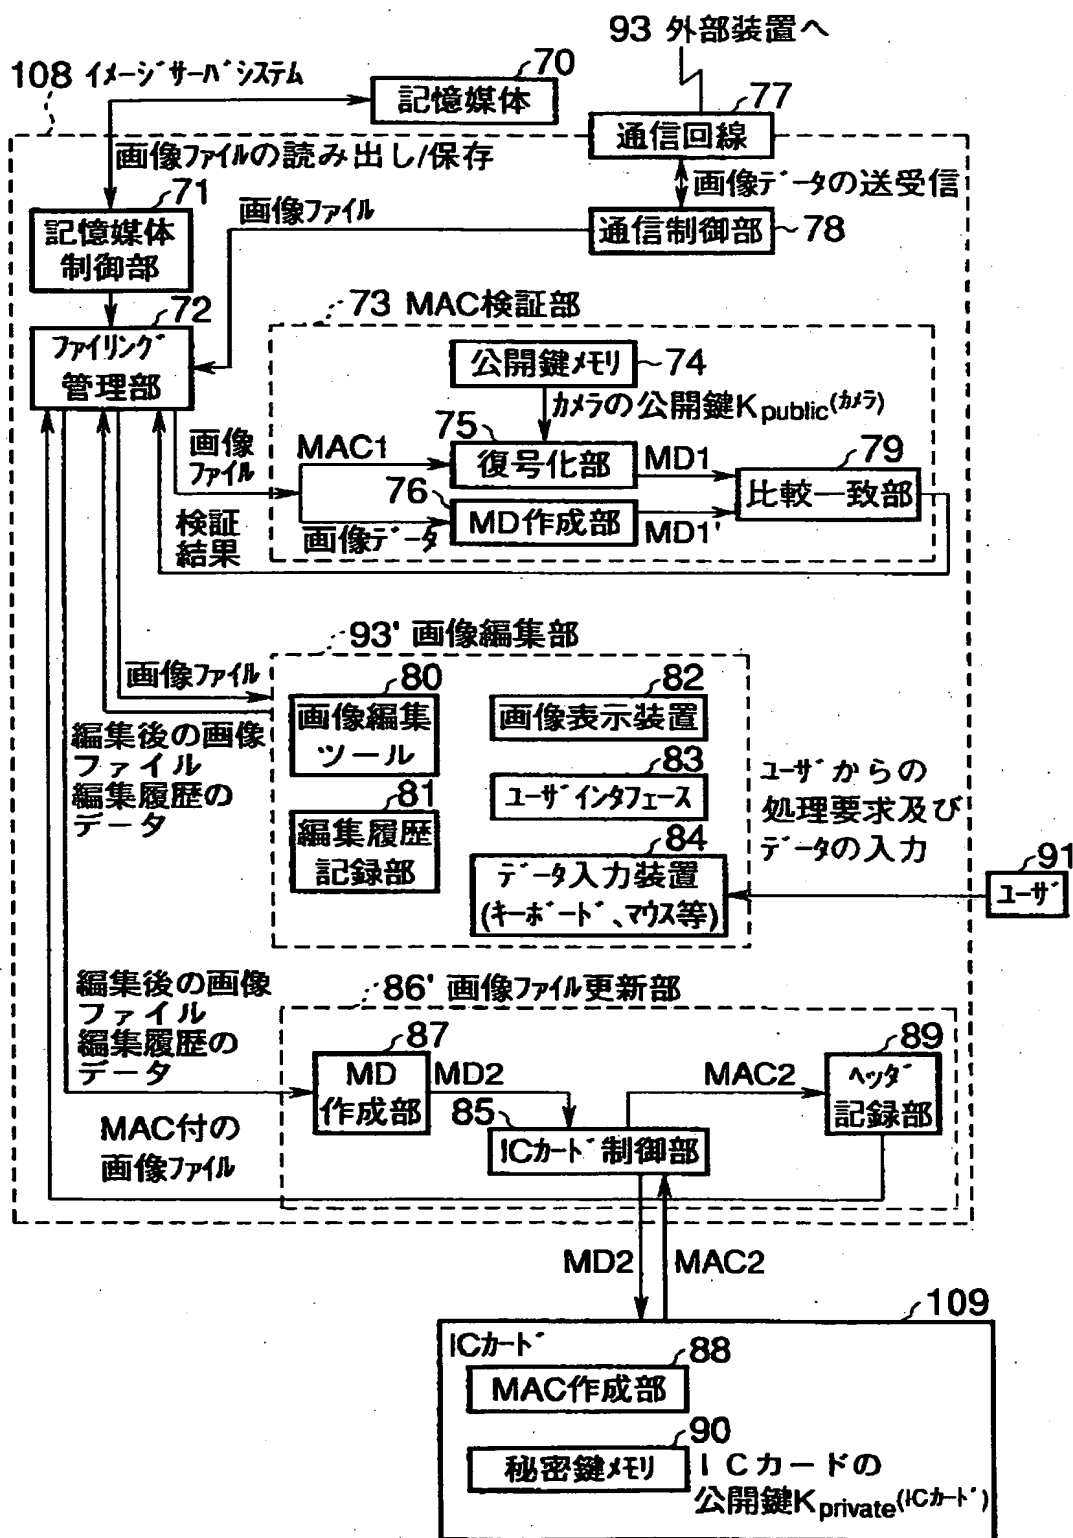 93 外部装置へ
108 イメージサーバシステム
70
記憶媒体
77
通信回線
画像ファイルの読み出し/保存
画像データの送受信
71
記憶媒体
制御部
画像ファイル
通信制御部
78
72
ファイリング
管理部
73 MAC検証部
公開鍵メモリ
74
カメラの公開鍵Kpublic(カメラ)
画像
ファイル
MAC1
75
復号化部
MD1
79
比較一致部
76
MD作成部
MD1'
画像データ
検証
結果
93' 画像編集部
画像ファイル
80
画像編集
ツール
82
画像表示装置
編集後の画像
ファイル
編集履歴の
データ
81
編集履歴
記録部
83
ユーザインタフェース
84
データ入力装置
(キーボード、マウス等)
ユーザからの
処理要求及び
データの入力
91
ユーザ
編集後の画像
ファイル
編集履歴の
データ
86' 画像ファイル更新部
87
MD
作成部
MD2
85
ICカード制御部
MAC2
89
ヘッダ
記録部
MAC付の
画像ファイル
MD2
MAC2
109
ICカード
88
MAC作成部
90
秘密鍵メモリ
ICカードの
公開鍵Kprivate(ICカード)